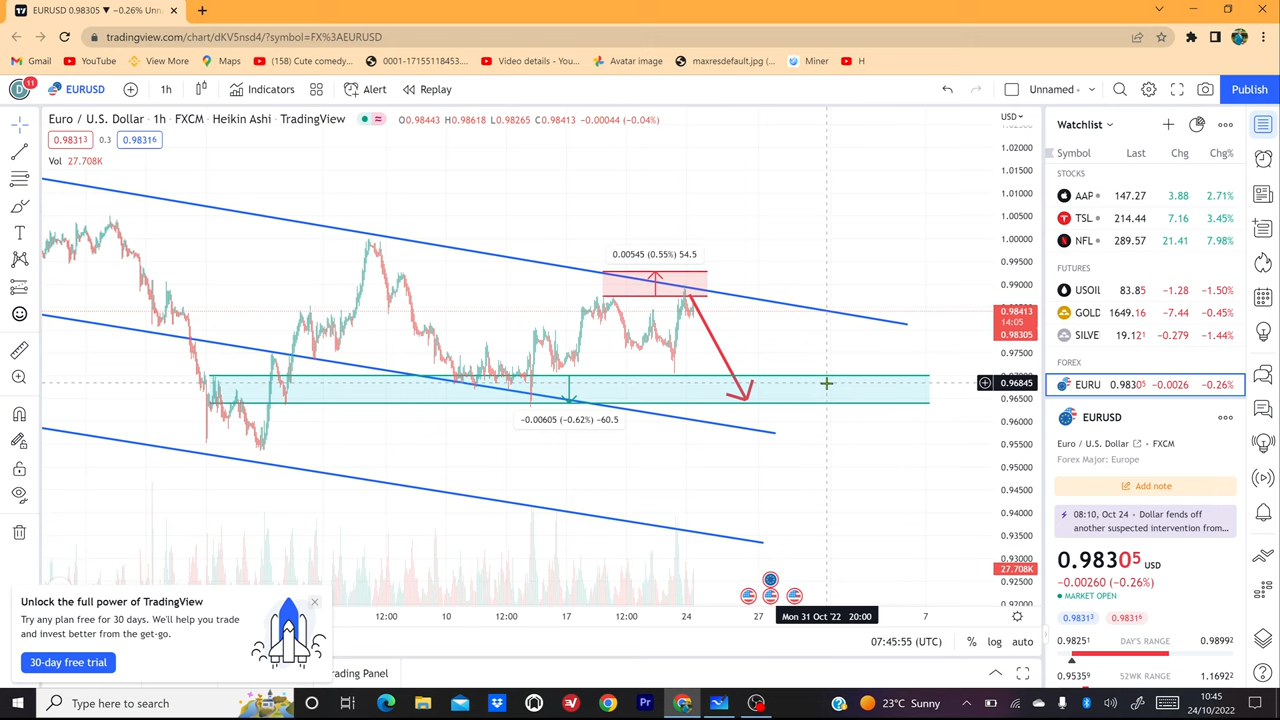 EURUSD 0.98305 ▼ −0.26% Unn
tradingview.com/chart/dKV5nsd4/?symbol=FX%3AEURUSD
Gmail YouTube View More Maps (158) Cute comedy... 0001-17155118453... Video details - You... Avatar image maxresdefault.jpg (... Miner H
D 11 EURUSD 1h Indicators Alert Replay Unnamed Publish
Euro / U.S. Dollar · 1h · FXCM · Heikin Ashi · TradingView O0.98443 H0.98618 L0.98265 C0.98413 −0.00044 (−0.04%)
0.98313 0.3 0.98316
Vol 27.708K
USD
1.02000
1.01500
1.01000
1.00500
1.00000
0.99500
0.99000
0.98413
14:05
0.98305
0.97500
0.96845
0.96500
0.96000
0.95500
0.95000
0.94500
0.94000
0.93500
0.93000
27.708K
0.92500
0.92000
0.00545 (0.55%) 54.5
−0.00605 (−0.62%) −60.5
12:00 10 12:00 17 12:00 24 27 Mon 31 Oct '22 20:00 7
07:45:55 (UTC) % log auto
Unlock the full power of TradingView
Try any plan free for 30 days. We'll help you trade
and invest better from the get-go.
30-day free trial
rading Panel
Watchlist
Symbol Last Chg Chg%
STOCKS
AAP 147.27 3.88 2.71%
TSL 214.44 7.16 3.45%
NFL 289.57 21.41 7.98%
FUTURES
USOIL 83.85 −1.28 −1.50%
GOLD 1649.16 −7.44 −0.45%
SILVE 19.121 −0.279 −1.44%
FOREX
EURU 0.98305 −0.0026 −0.26%
EURUSD
Euro / U.S. Dollar · FXCM
Forex Major: Europe
Add note
08:10, Oct 24 · Dollar fends off
another suspected intervention from...
0.98305 USD
−0.00260 (−0.26%)
MARKET OPEN
0.98313 0.98316
0.98251 DAY'S RANGE 0.98992
0.95359 52WK RANGE 1.16922
Type here to search
23°C Sunny
10:45
24/10/2022